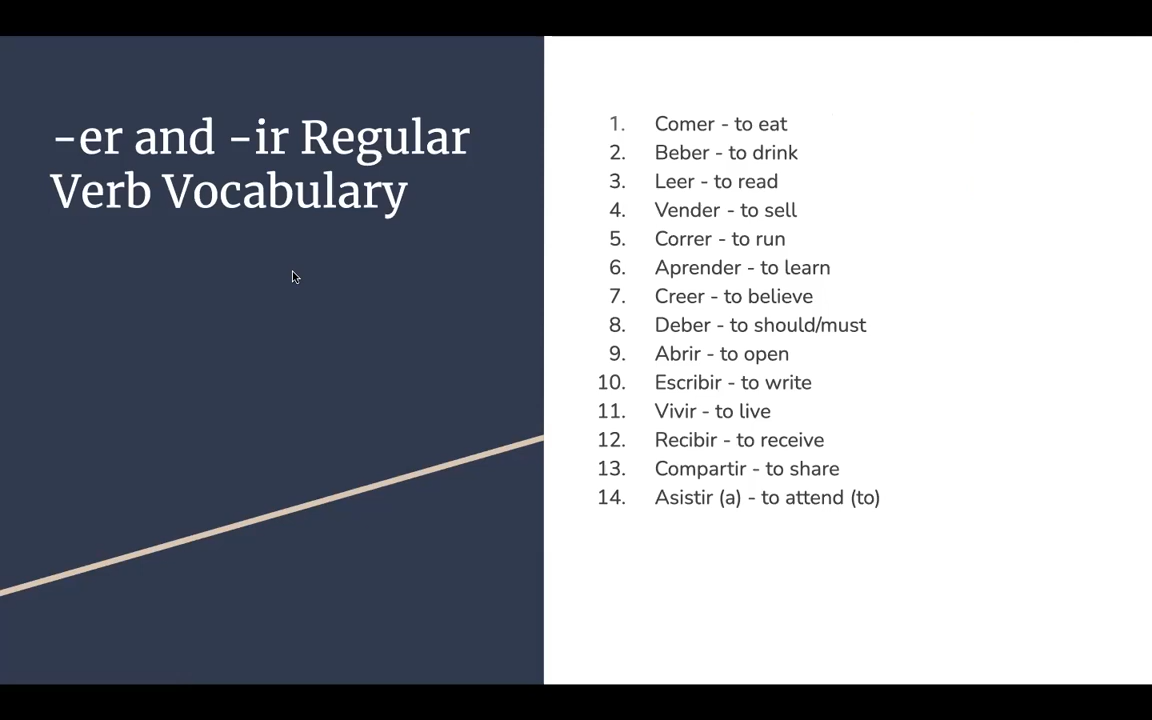 -er and -ir Regular
Verb Vocabulary
1. Comer - to eat
2. Beber - to drink
3. Leer - to read
4. Vender - to sell
5. Correr - to run
6. Aprender - to learn
7. Creer - to believe
8. Deber - to should/must
9. Abrir - to open
10. Escribir - to write
11. Vivir - to live
12. Recibir - to receive
13. Compartir - to share
14. Asistir (a) - to attend (to)